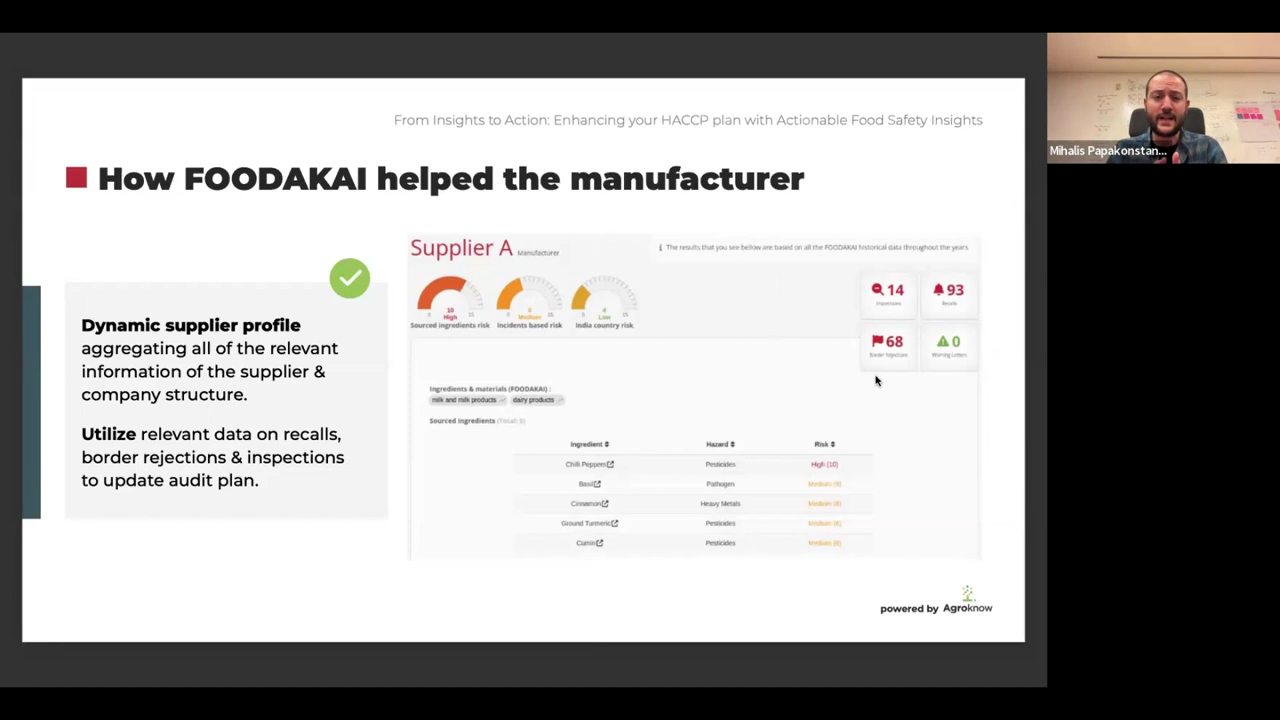 From Insights to Action: Enhancing your HACCP plan with Actionable Food Safety Insights
How FOODAKAI helped the manufacturer
Dynamic supplier profile
aggregating all of the relevant
information of the supplier &
company structure.
Utilize relevant data on recalls,
border rejections & inspections
to update audit plan.
Supplier A Manufacturer
The results that you see bellow are based on all the FOODAKAI historical data throughout the years.
10
High
Sourced ingredients risk
Medium
Incidents based risk
Low
India country risk
14
Inspections
93
Recalls
68
Border Rejections
0
Warning Letters
Ingredients & materials (FOODAKAI) :
milk and milk products
dairy products
Sourced Ingredients (Total: 5)
Ingredient Hazard Risk
Chilli Peppers Pesticides High (10)
Basil Pathogen Medium (9)
Cinnamon Heavy Metals Medium (6)
Ground Turmeric Pesticides Medium (6)
Cumin Pesticides Medium (6)
powered by Agroknow
Mihalis Papakonstan...